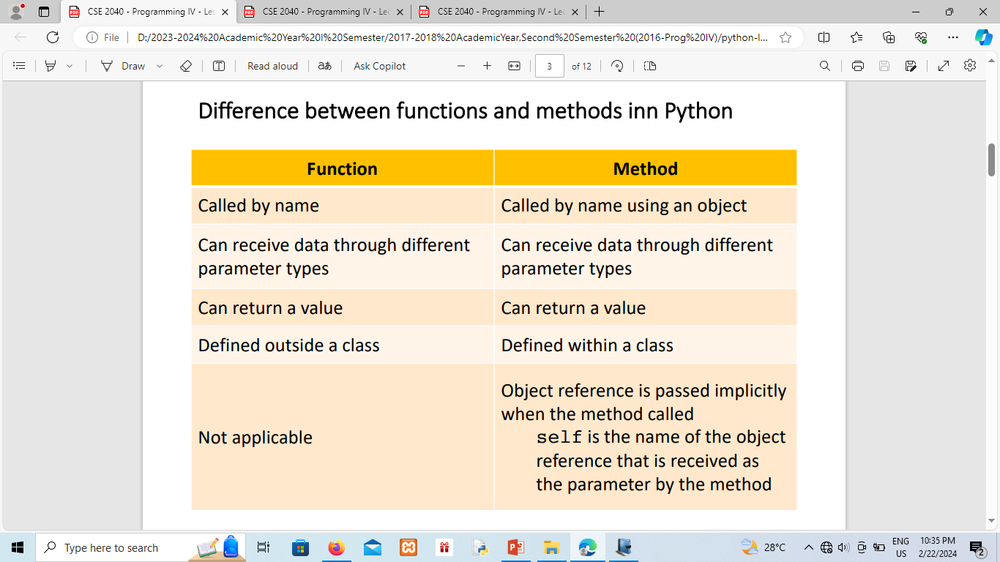 CSE 2040 - Programming IV - Lec
CSE 2040 - Programming IV - Lec
CSE 2040 - Programming IV - Lec
File
D:/2023-2024%20Academic%20Year%20I%20Semester/2017-2018%20AcademicYear,Second%20Semester%20(2016-Prog%20IV)/python-l...
Draw
Read aloud
aあ
Ask Copilot
3
of 12
Difference between functions and methods inn Python
Function
Method
Called by name
Called by name using an object
Can receive data through different
parameter types
Can receive data through different
parameter types
Can return a value
Can return a value
Defined outside a class
Defined within a class
Not applicable
Object reference is passed implicitly
when the method called
self is the name of the object
reference that is received as
the parameter by the method
Type here to search
28°C
ENG
US
10:35 PM
2/22/2024
2